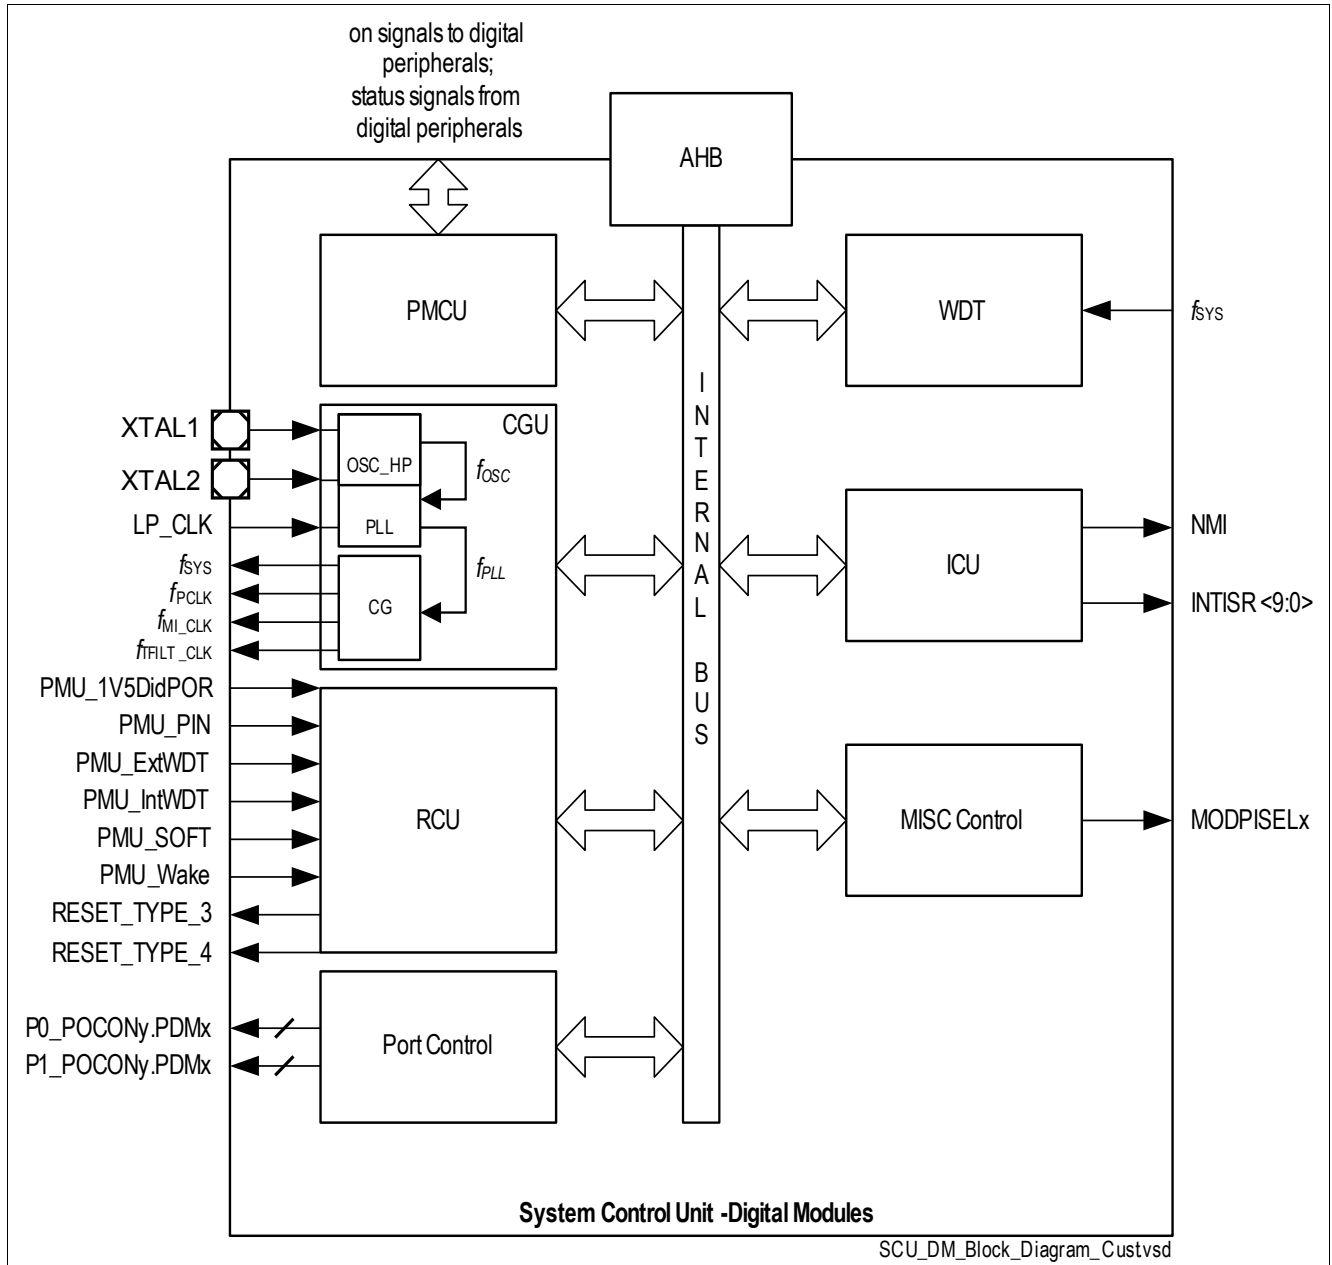 on signals to digital
peripherals;
status signals from
digital peripherals
AHB
PMCU
WDT
fSYS
INTERNAL BUS
XTAL1
XTAL2
LP_CLK
fSYS
fPCLK
fMI_CLK
fTFILT_CLK
CGU
OSC_HP
fOSC
PLL
fPLL
CG
ICU
NMI
INTISR <9:0>
PMU_1V5DidPOR
PMU_PIN
PMU_ExtWDT
PMU_IntWDT
PMU_SOFT
PMU_Wake
RESET_TYPE_3
RESET_TYPE_4
RCU
MISC Control
MODPISELx
P0_POCONy.PDMx
P1_POCONy.PDMx
Port Control
System Control Unit -Digital Modules
SCU_DM_Block_Diagram_Custvsd